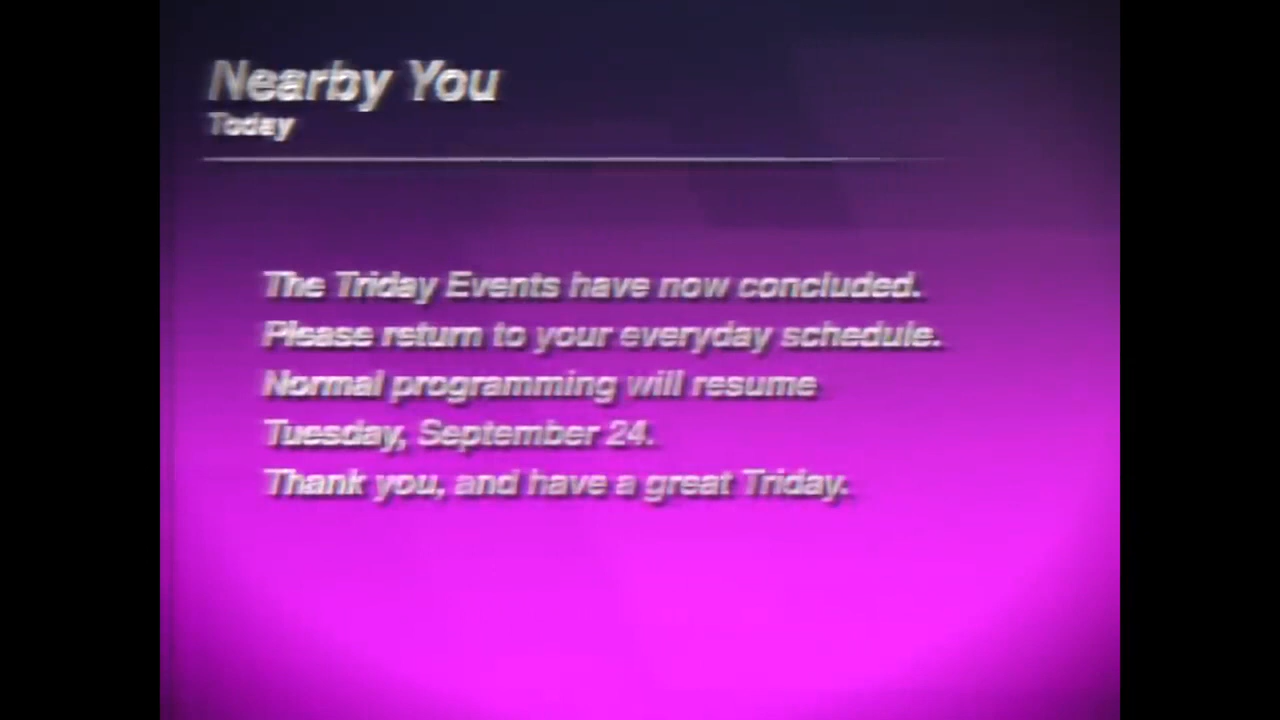 Nearby You
Today
The Triday Events have now concluded.
Please return to your everyday schedule.
Normal programming will resume
Tuesday, September 24.
Thank you, and have a great Triday.